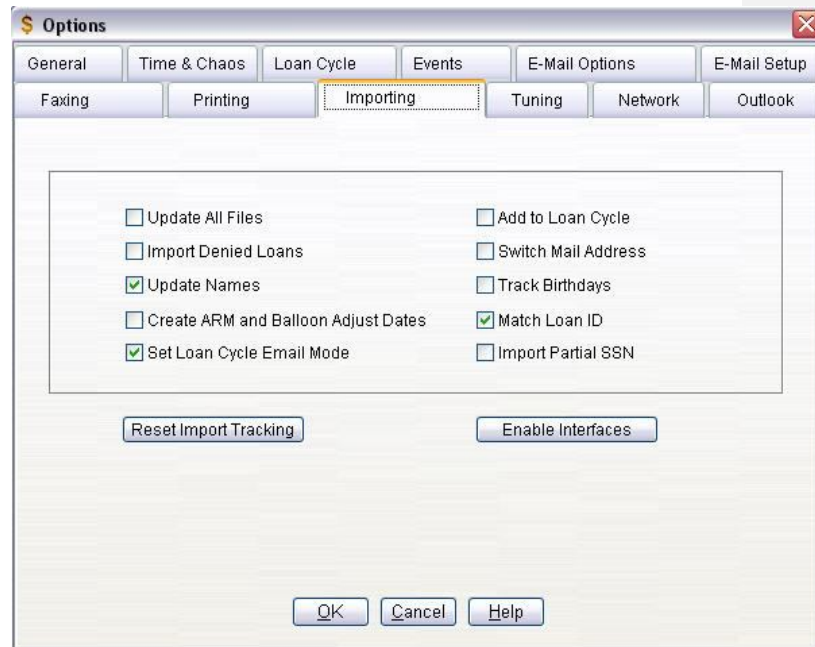 $ Options
General Time & Chaos Loan Cycle Events E-Mail Options E-Mail Setup
Faxing Printing Importing Tuning Network Outlook
Update All Files Add to Loan Cycle
Import Denied Loans Switch Mail Address
Update Names Track Birthdays
Create ARM and Balloon Adjust Dates Match Loan ID
Set Loan Cycle Email Mode Import Partial SSN
Reset Import Tracking Enable Interfaces
OK Cancel Help